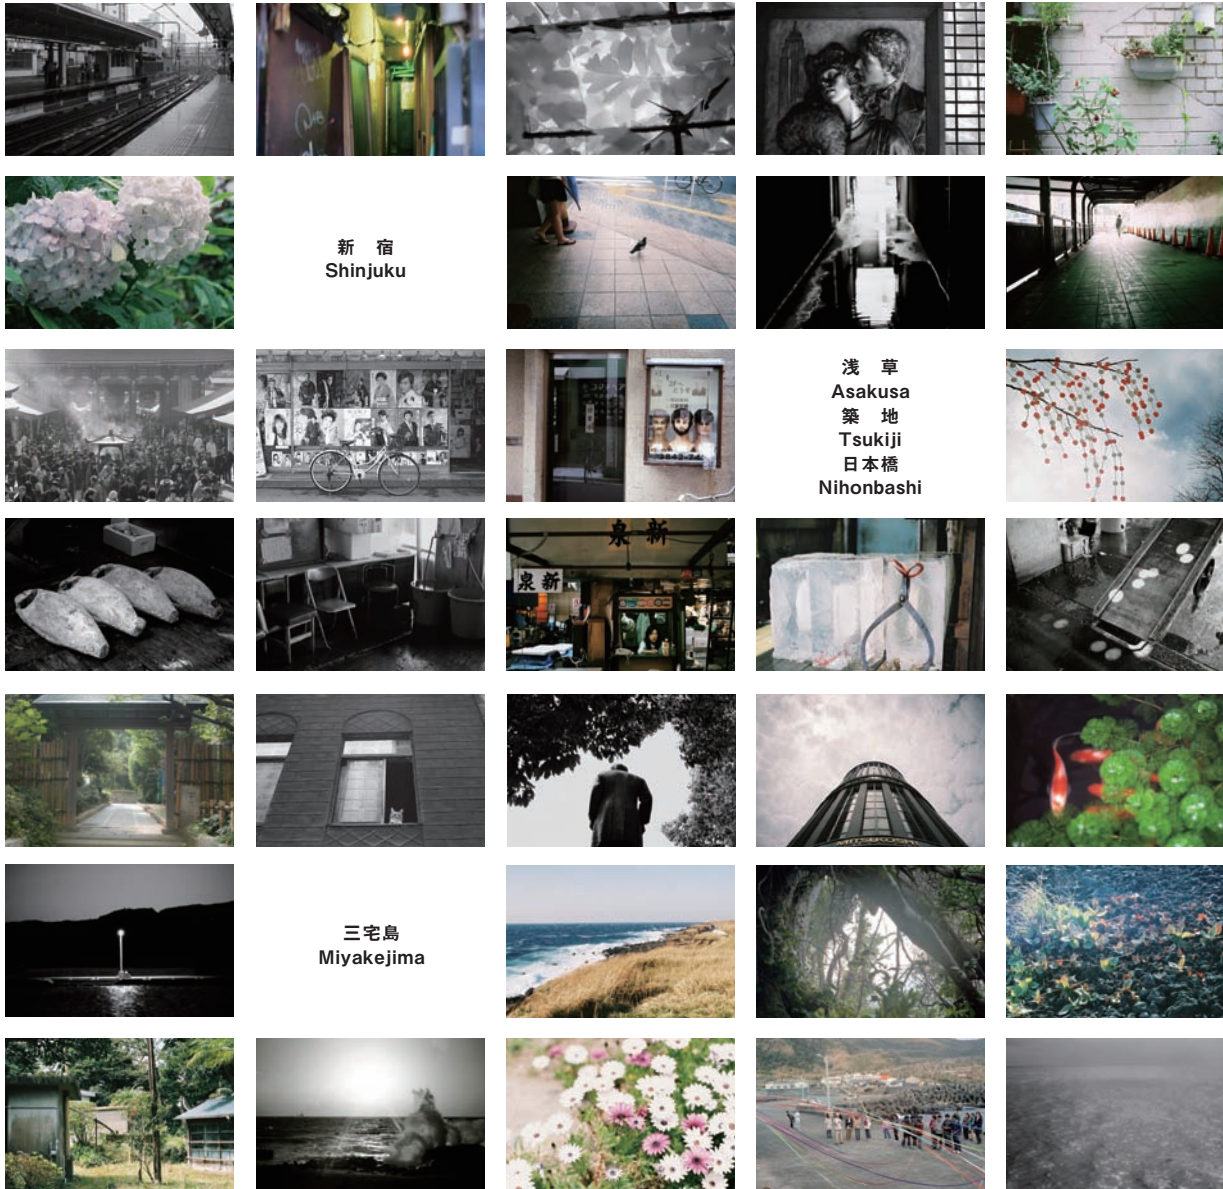 新 宿
Shinjuku
浅 草
Asakusa
築 地
Tsukiji
日本橋
Nihonbashi
泉 新
泉新
三宅島
Miyakejima